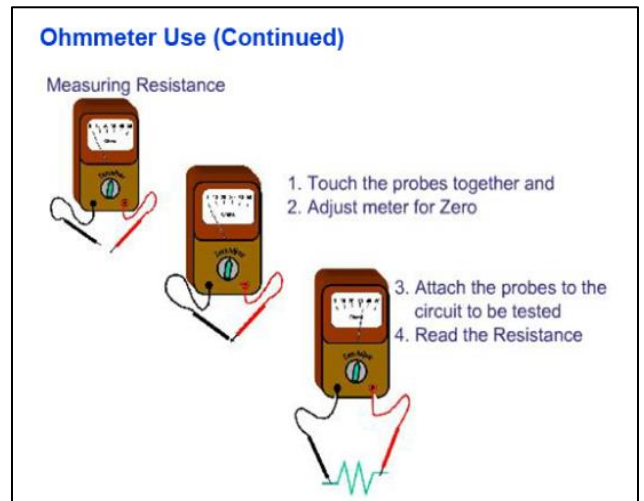 Ohmmeter Use (Continued)
Measuring Resistance
1. Touch the probes together and
2. Adjust meter for Zero
3. Attach the probes to the
circuit to be tested
4. Read the Resistance